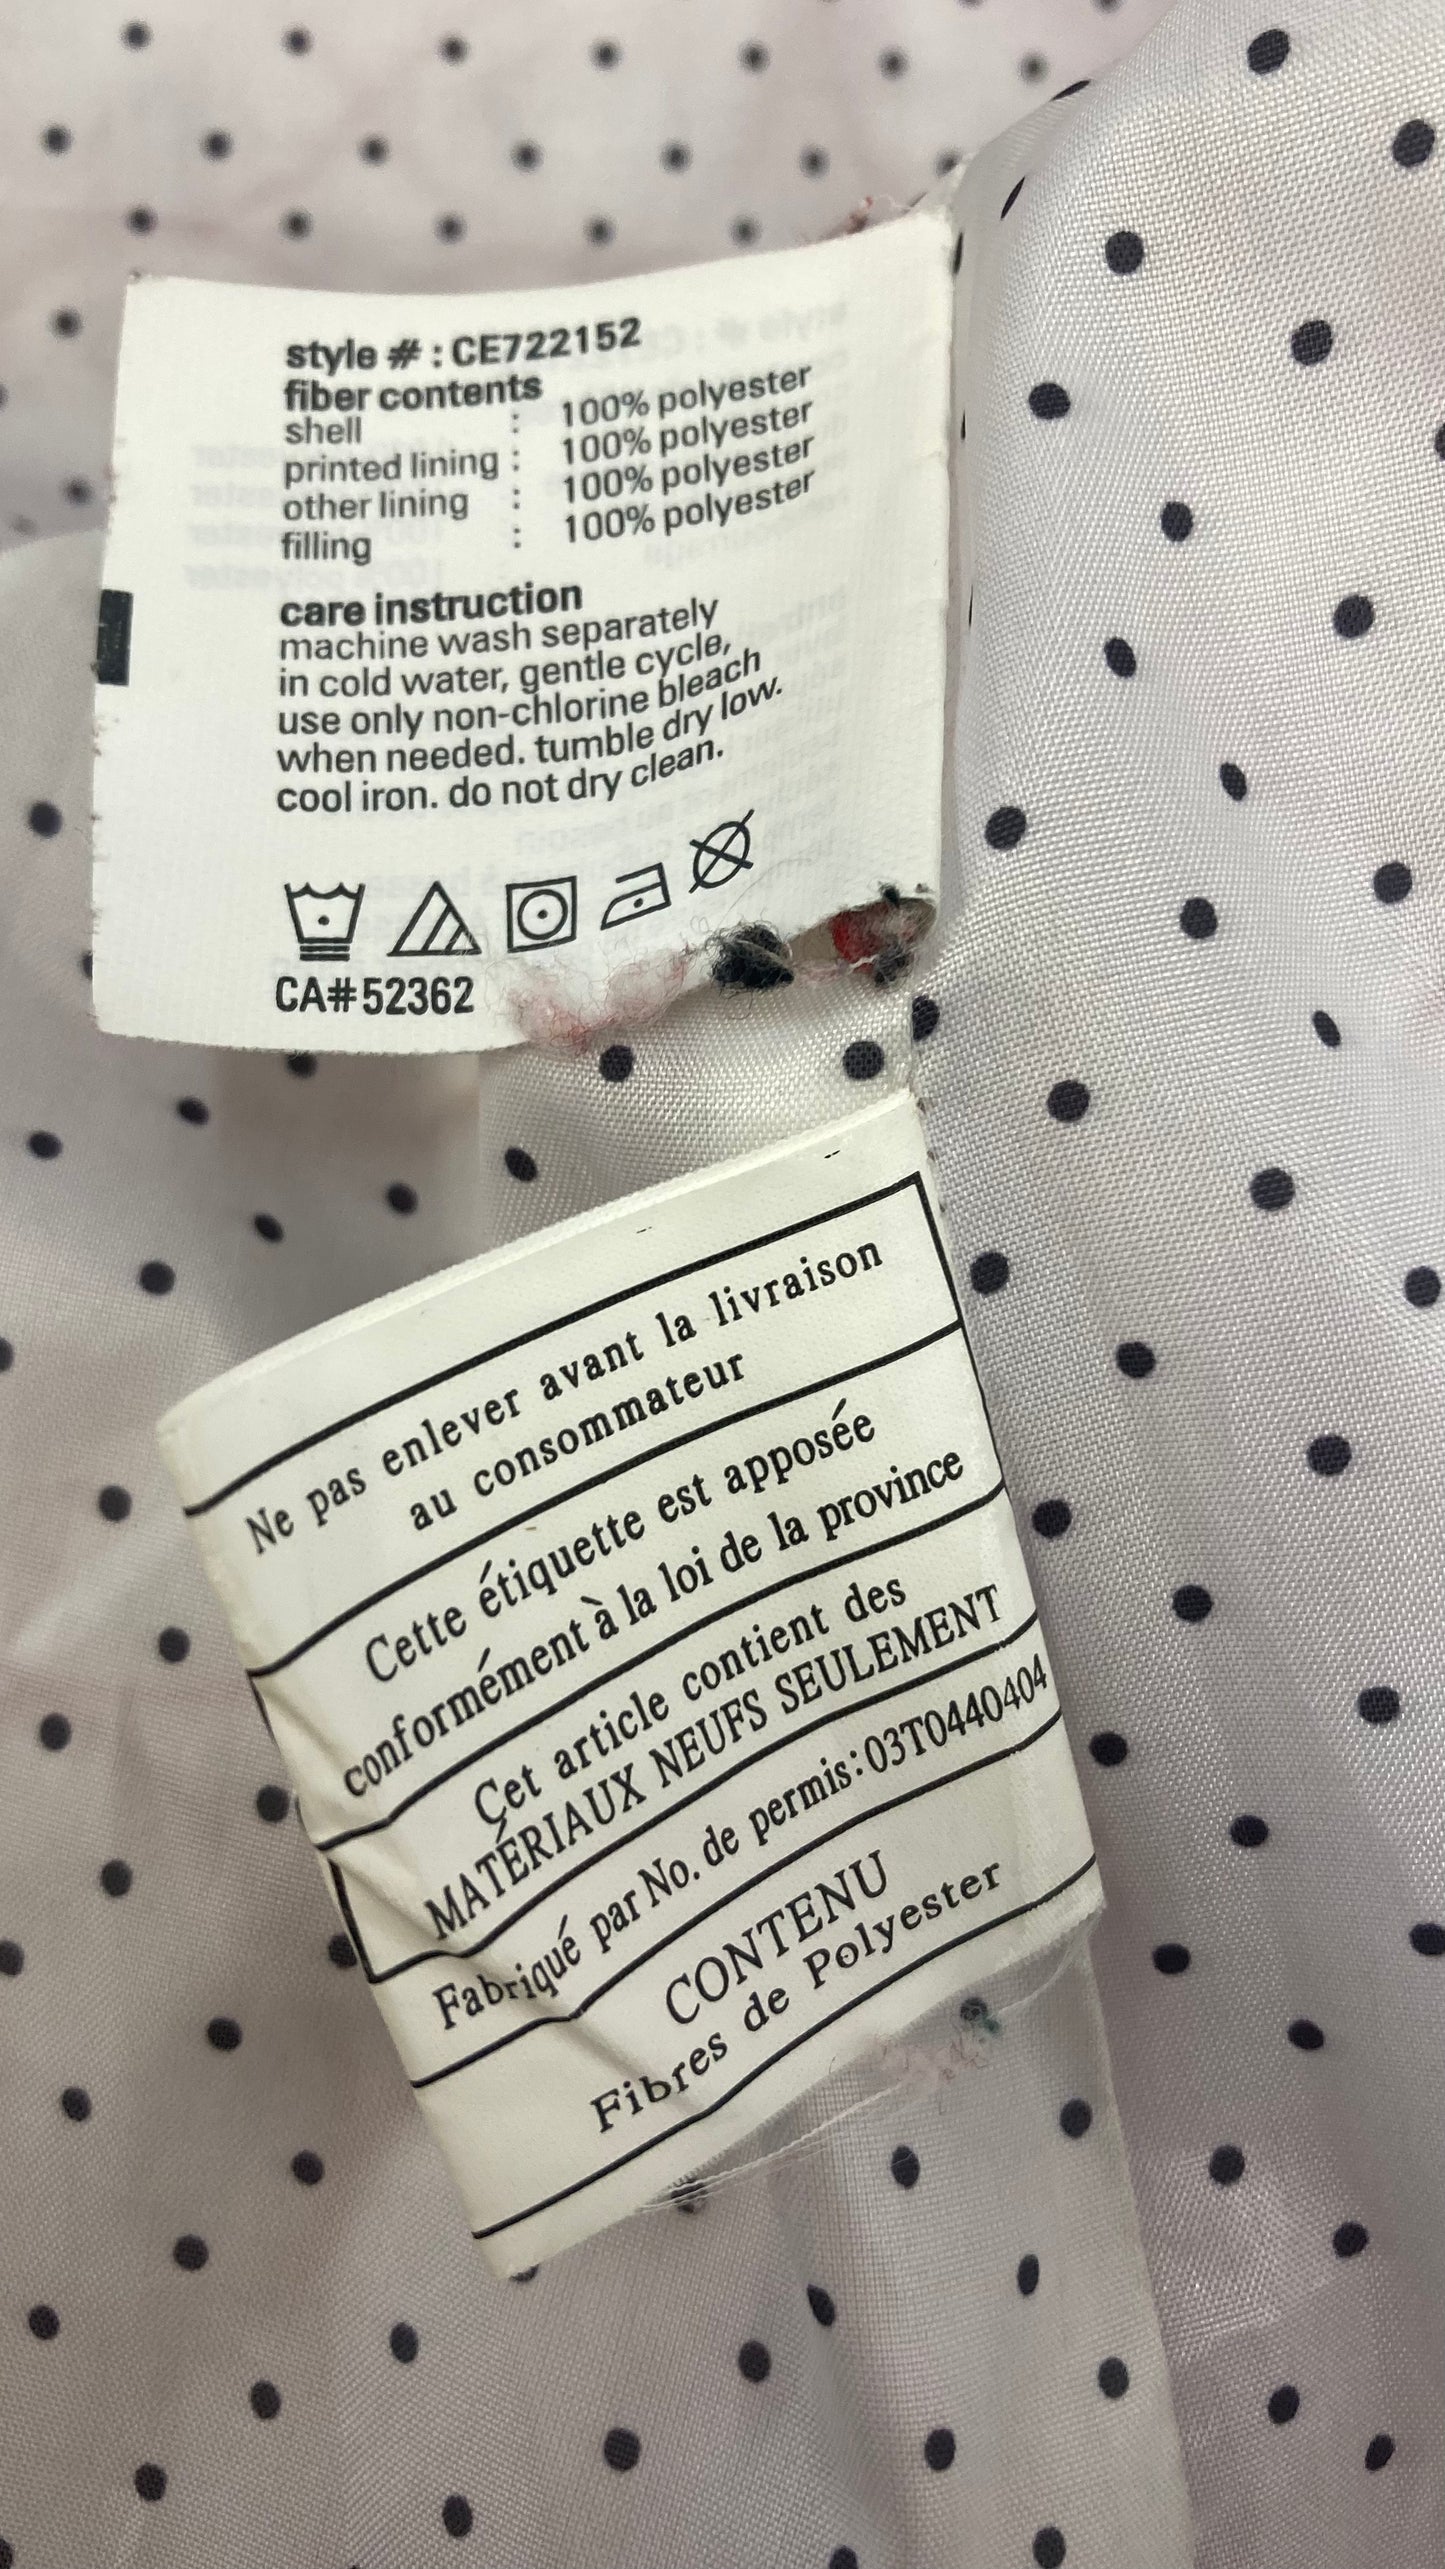 style # : CE722152
fiber contents
shell : 100% polyester
printed lining : 100% polyester
other lining : 100% polyester
filling : 100% polyester
care instruction
machine wash separately
in cold water, gentle cycle,
use only non-chlorine bleach
when needed. tumble dry low.
cool iron. do not dry clean.
CA#52362
Ne pas enlever avant la livraison
au consommateur
Cette étiquette est apposée
conformément à la loi de la province
Cet article contient des
MATÉRIAUX NEUFS SEULEMENT
Fabriqué par No. de permis: 03T0440404
CONTENU
Fibres de Polyester